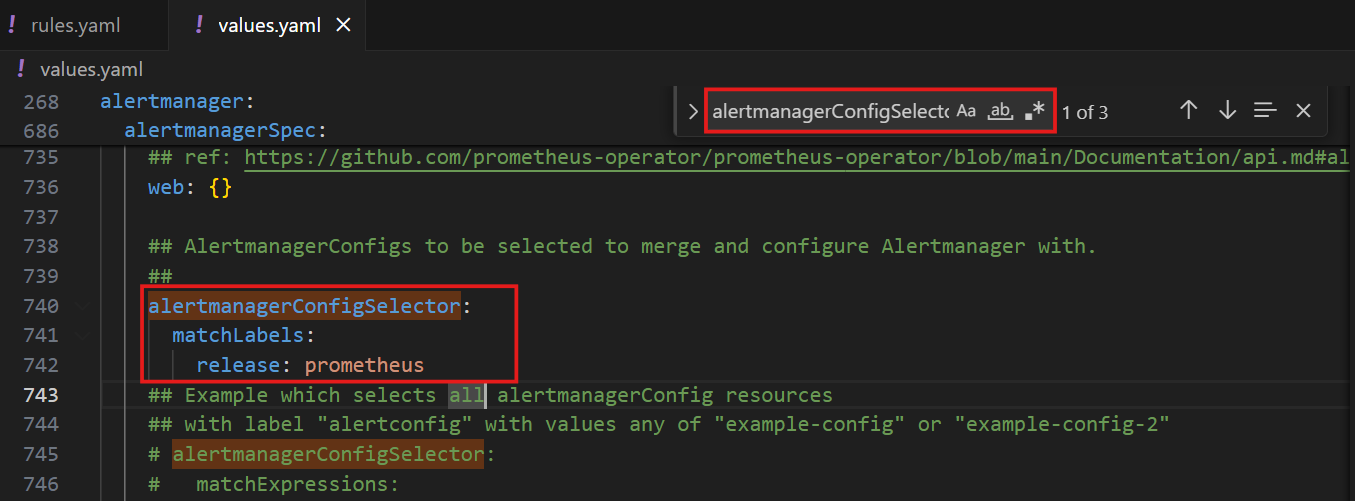 ! rules.yaml ! values.yaml ×
! values.yaml
alertmanagerConfigSelecto Aa ab .* 1 of 3
268 alertmanager:
686 alertmanagerSpec:
735 ## ref: https://github.com/prometheus-operator/prometheus-operator/blob/main/Documentation/api.md#al
736 web: {}
737
738 ## AlertmanagerConfigs to be selected to merge and configure Alertmanager with.
739 ##
740 alertmanagerConfigSelector:
741 matchLabels:
742 release: prometheus
743 ## Example which selects all alertmanagerConfig resources
744 ## with label "alertconfig" with values any of "example-config" or "example-config-2"
745 # alertmanagerConfigSelector:
746 # matchExpressions: